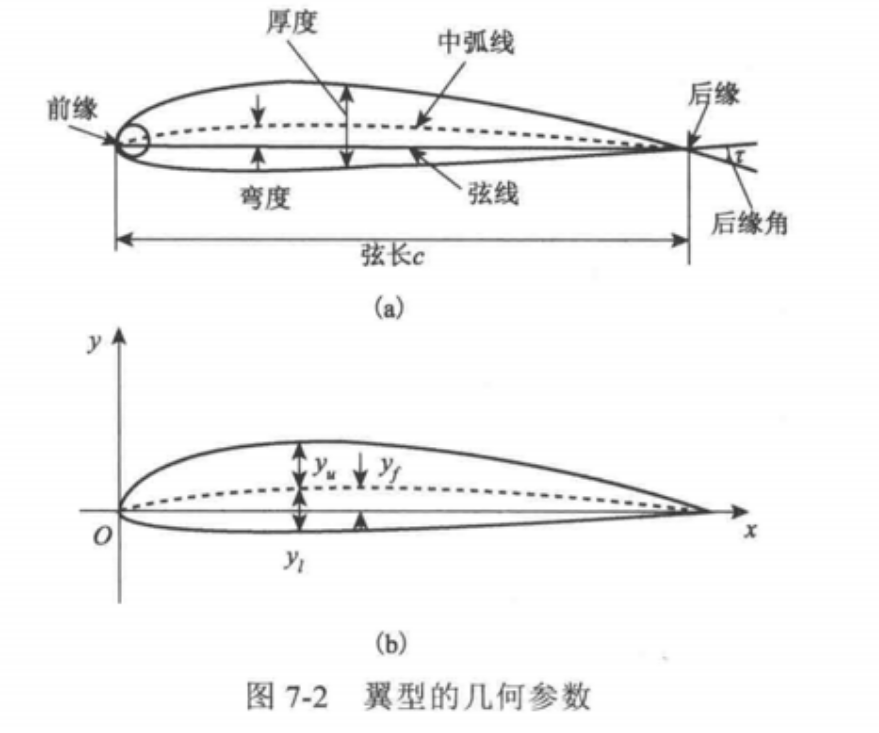 厚度
中弧线
前缘
后缘
τ
弯度
弦线
后缘角
弦长c
(a)
y
y_u
y_f
O
x
y_l
(b)
图 7-2 翼型的几何参数